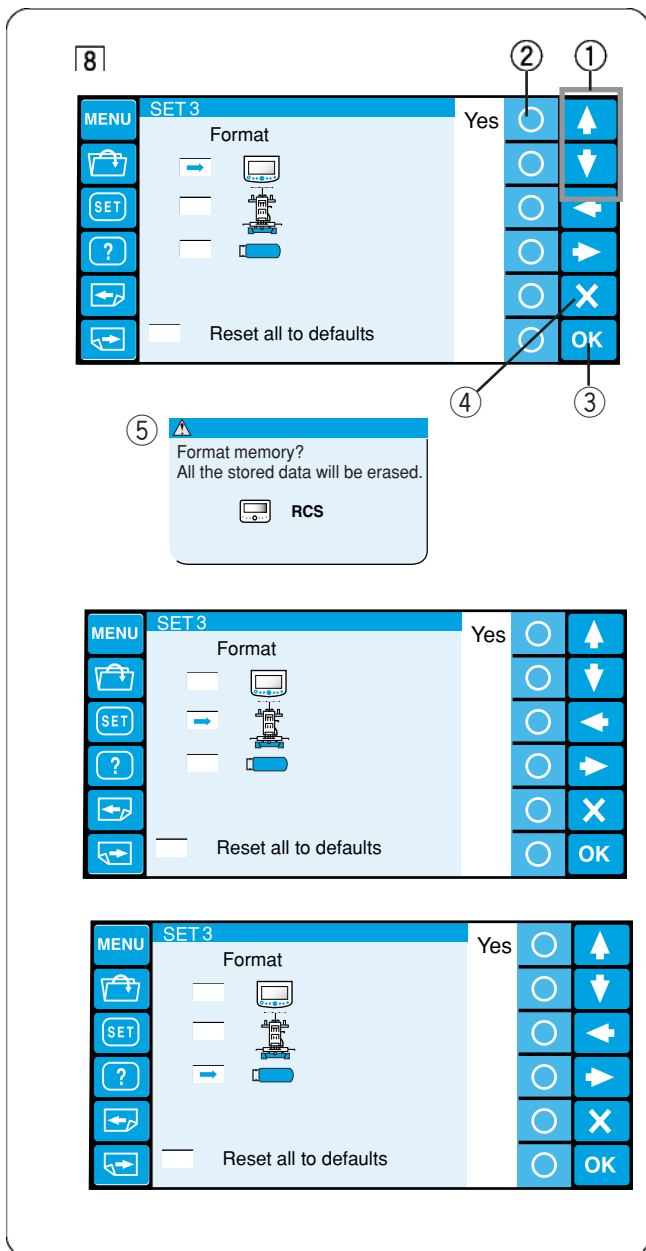 8
② ①
MENU SET 3 Yes
Format
SET
?
X
Reset all to defaults OK
④ ③
⑤
Format memory?
All the stored data will be erased.
RCS
MENU SET 3 Yes
Format
SET
?
X
Reset all to defaults OK
MENU SET 3 Yes
Format
SET
?
X
Reset all to defaults OK